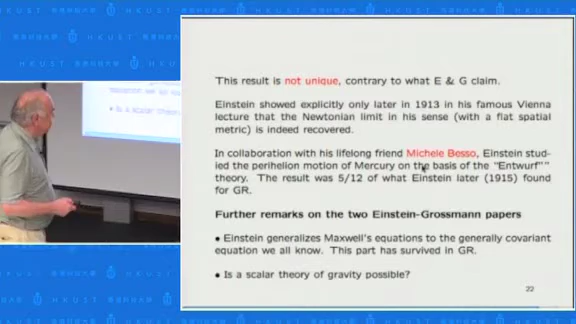 HKUST
This result is not unique, contrary to what E & G claim.
Einstein showed explicitly only later in 1913 in his famous Vienna
lecture that the Newtonian limit in his sense (with a flat spatial
metric) is indeed recovered.
In collaboration with his lifelong friend Michele Besso, Einstein stud-
ied the perihelion motion of Mercury on the basis of the "Entwurf""
theory. The result was 5/12 of what Einstein later (1915) found
for GR.
Further remarks on the two Einstein-Grossmann papers
• Einstein generalizes Maxwell's equations to the generally covariant
equation we all know. This part has survived in GR.
• Is a scalar theory of gravity possible?
22
• Is a scalar theory